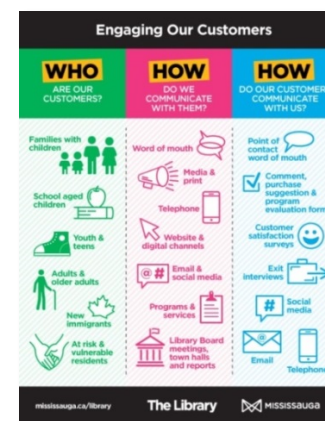 Engaging Our Customers
WHO
ARE OUR
CUSTOMERS?
Families with
children
School aged
children
Youth &
teens
Adults &
older adults
New
immigrants
At risk &
vulnerable
residents
HOW
DO WE
COMMUNICATE
WITH THEM?
Word of mouth
Media &
print
Telephone
Website &
digital channels
@ #
Email &
social media
Programs &
services
Library Board
meetings,
town halls
and reports
HOW
DO OUR CUSTOMER
COMMUNICATE
WITH US?
Point of
contact
word of mouth
Comment,
purchase
suggestion &
program
evaluation form
Customer
satisfaction
surveys
Exit
interviews
#
Social
media
@
Email
Telephone
mississauga.ca/library
The Library
MISSISSAUGA